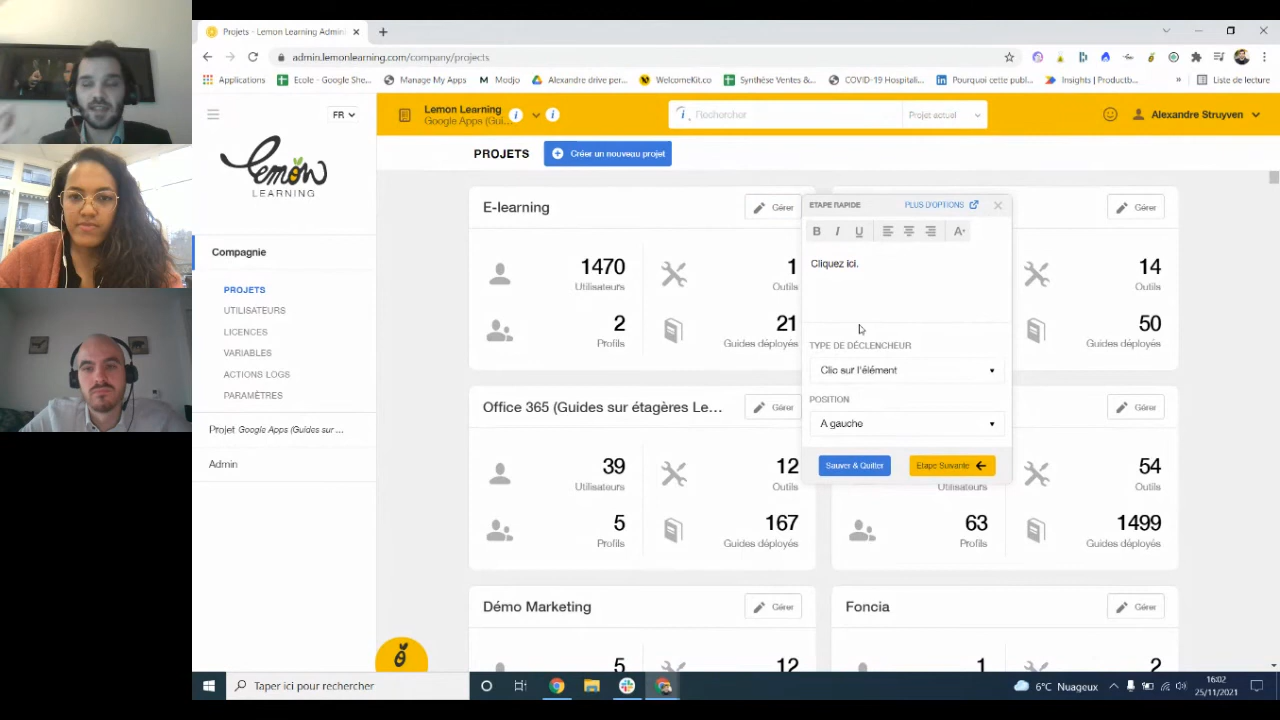 Projets - Lemon Learning Admin
admin.lemonlearning.com/company/projects
Applications
Ecole - Google She...
Manage My Apps
Modjo
Alexandre drive per...
WelcomeKit.co
Synthèse Ventes &...
COVID-19 Hospitali...
Pourquoi cette publ...
Insights | Productb...
»
Liste de lecture
FR
lemon
LEARNING
Lemon Learning
Google Apps (Gui...
Rechercher
Projet actuel
Alexandre Struyven
PROJETS
Créer un nouveau projet
Compagnie
PROJETS
UTILISATEURS
LICENCES
VARIABLES
ACTIONS LOGS
PARAMÈTRES
Projet Google Apps (Guides sur ...
Admin
E-learning
Gérer
1470
Utilisateurs
1
Outils
2
Profils
21
Guides déployés
Gérer
14
Outils
50
Guides déployés
ETAPE RAPIDE
PLUS D'OPTIONS
B I U A
Cliquez ici.
TYPE DE DÉCLENCHEUR
Clic sur l'élément
POSITION
A gauche
Sauver & Quitter
Etape Suivante
Office 365 (Guides sur étagères Le...
Gérer
39
Utilisateurs
12
Outils
5
Profils
167
Guides déployés
Gérer
Utilisateurs
54
Outils
63
Profils
1499
Guides déployés
Démo Marketing
Gérer
5
12
Foncia
Gérer
1
2
Taper ici pour rechercher
6°C Nuageux
16:02
25/11/2021